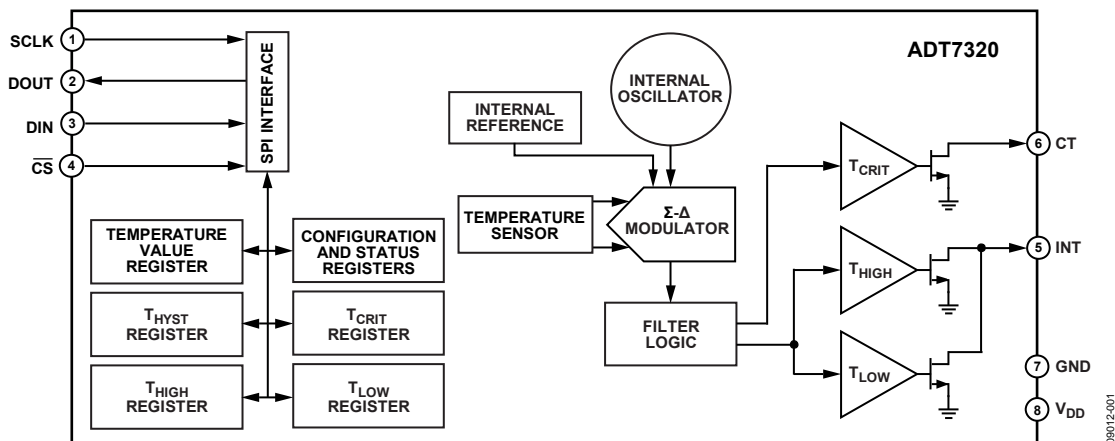 ADT7320
SCLK 1
DOUT 2
DIN 3
CS 4
SPI INTERFACE
TEMPERATURE
VALUE
REGISTER
CONFIGURATION
AND STATUS
REGISTERS
THYST
REGISTER
TCRIT
REGISTER
THIGH
REGISTER
TLOW
REGISTER
INTERNAL
REFERENCE
INTERNAL
OSCILLATOR
TEMPERATURE
SENSOR
Σ-Δ
MODULATOR
FILTER
LOGIC
TCRIT
THIGH
TLOW
6 CT
5 INT
7 GND
8 VDD
09012-001